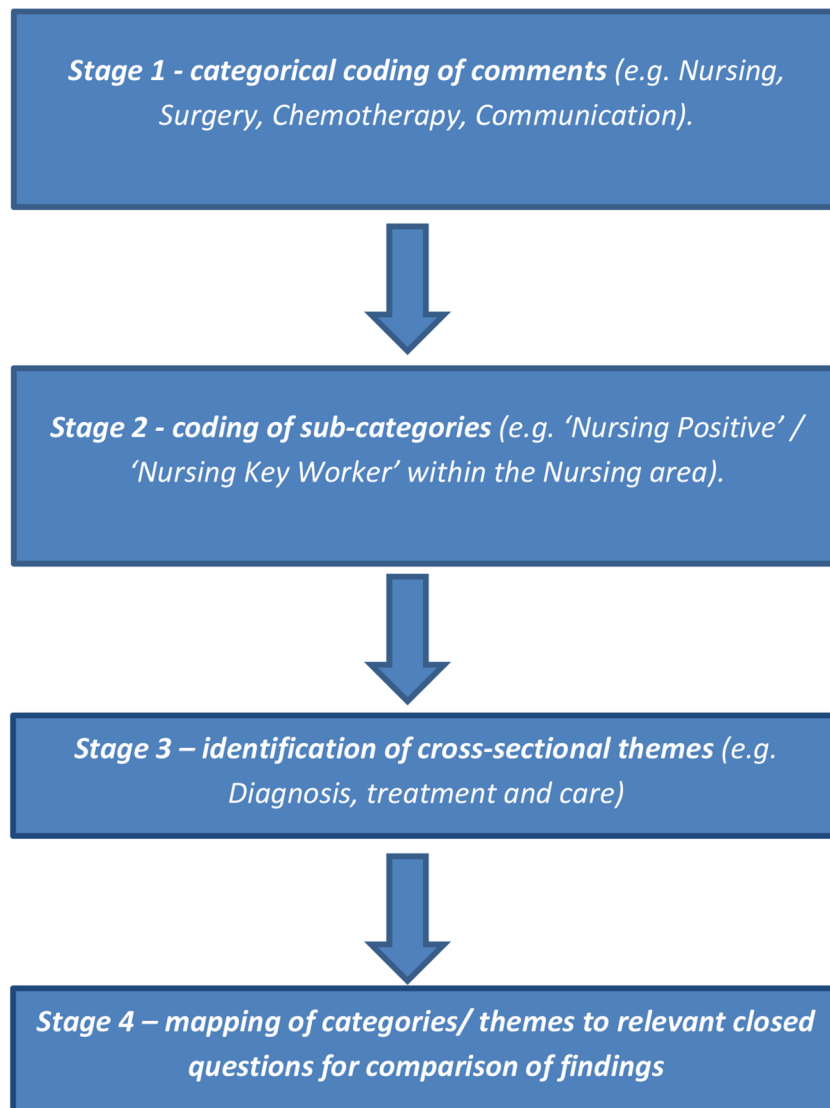 Stage 1 - categorical coding of comments (e.g. Nursing,
Surgery, Chemotherapy, Communication).
Stage 2 - coding of sub-categories (e.g. ‘Nursing Positive’ /
‘Nursing Key Worker’ within the Nursing area).
Stage 3 – identification of cross-sectional themes (e.g.
Diagnosis, treatment and care)
Stage 4 – mapping of categories/ themes to relevant closed
questions for comparison of findings